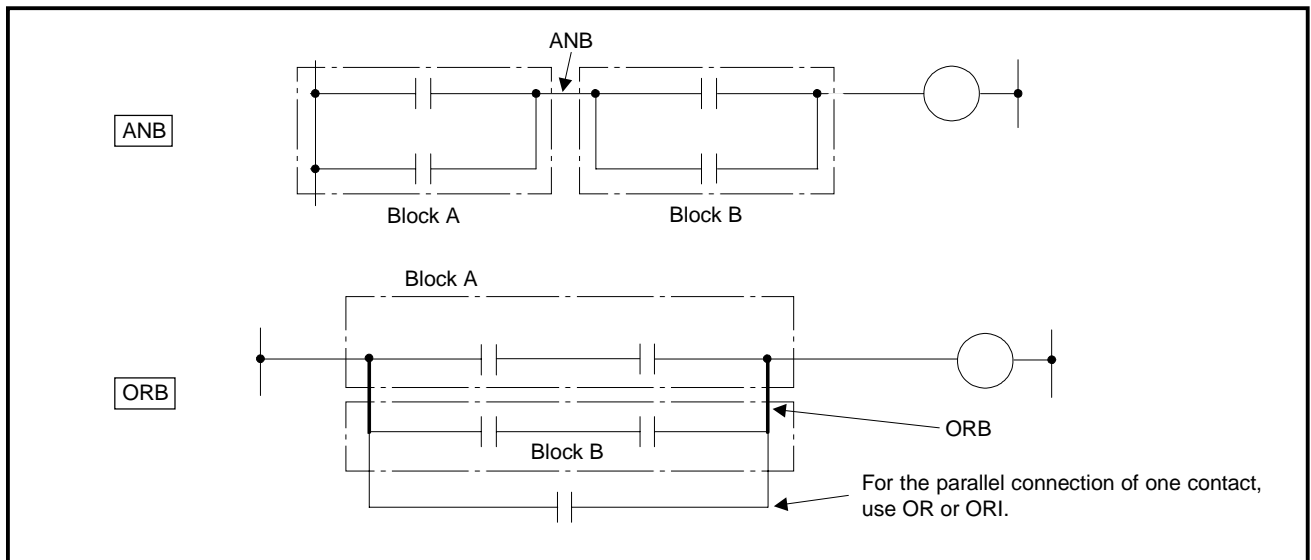 ANB
ANB
Block A
Block B
Block A
ORB
ORB
Block B
For the parallel connection of one contact,
use OR or ORI.